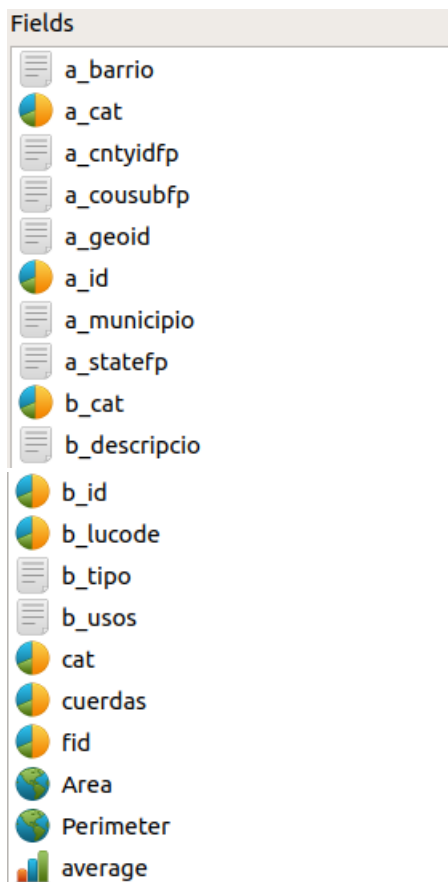 Fields
a_barrio
a_cat
a_cntyidfp
a_cousubfp
a_geoid
a_id
a_municipio
a_statefp
b_cat
b_descripcio
b_id
b_lucode
b_tipo
b_usos
cat
cuerdas
fid
Area
Perimeter
average